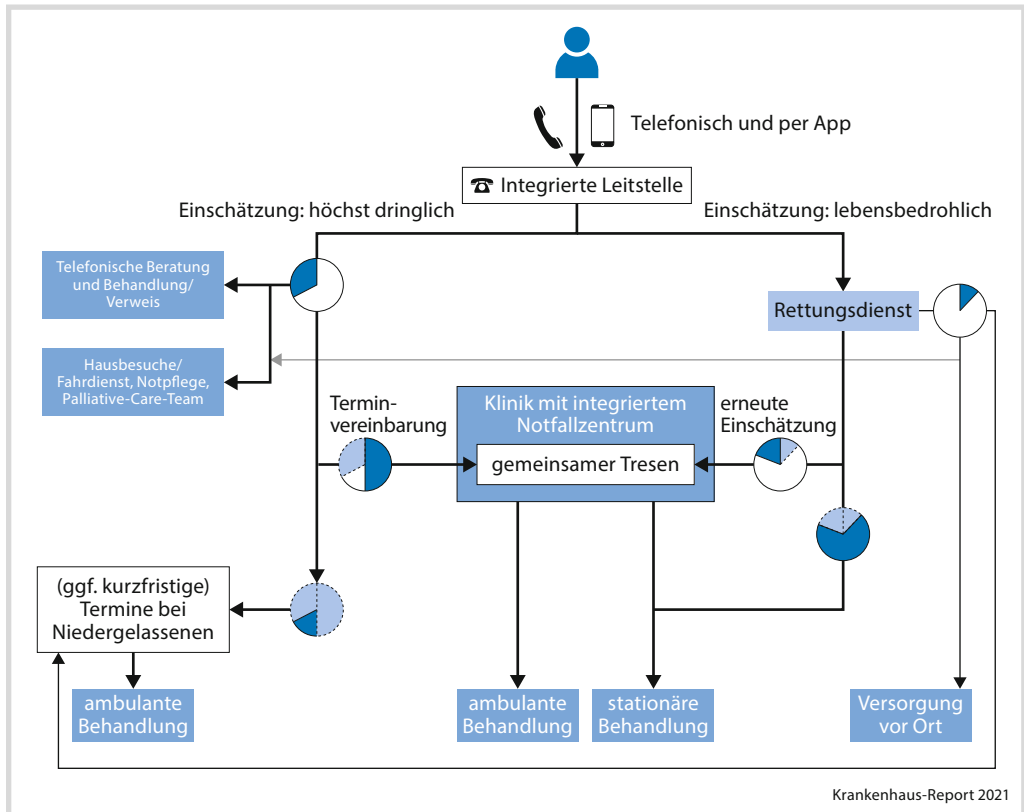 Telefonisch und per App
Integrierte Leitstelle
Einschätzung: höchst dringlich
Einschätzung: lebensbedrohlich
Telefonische Beratung
und Behandlung/
Verweis
Rettungsdienst
Hausbesuche/
Fahrdienst, Notpflege,
Palliative-Care-Team
Termin-
vereinbarung
Klinik mit integriertem
Notfallzentrum
gemeinsamer Tresen
erneute
Einschätzung
(ggf. kurzfristige)
Termine bei
Niedergelassenen
ambulante
Behandlung
ambulante
Behandlung
stationäre
Behandlung
Versorgung
vor Ort
Krankenhaus-Report 2021